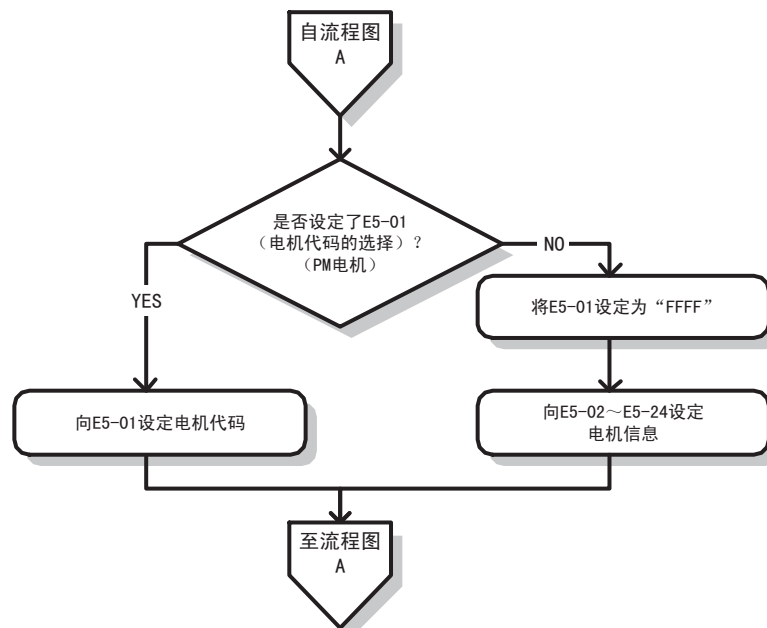 自流程图
A
是否设定了E5-01
（电机代码的选择）？
（PM电机）
YES
NO
将E5-01设定为“FFFF”
向E5-01设定电机代码
向E5-02～E5-24设定
电机信息
至流程图
A